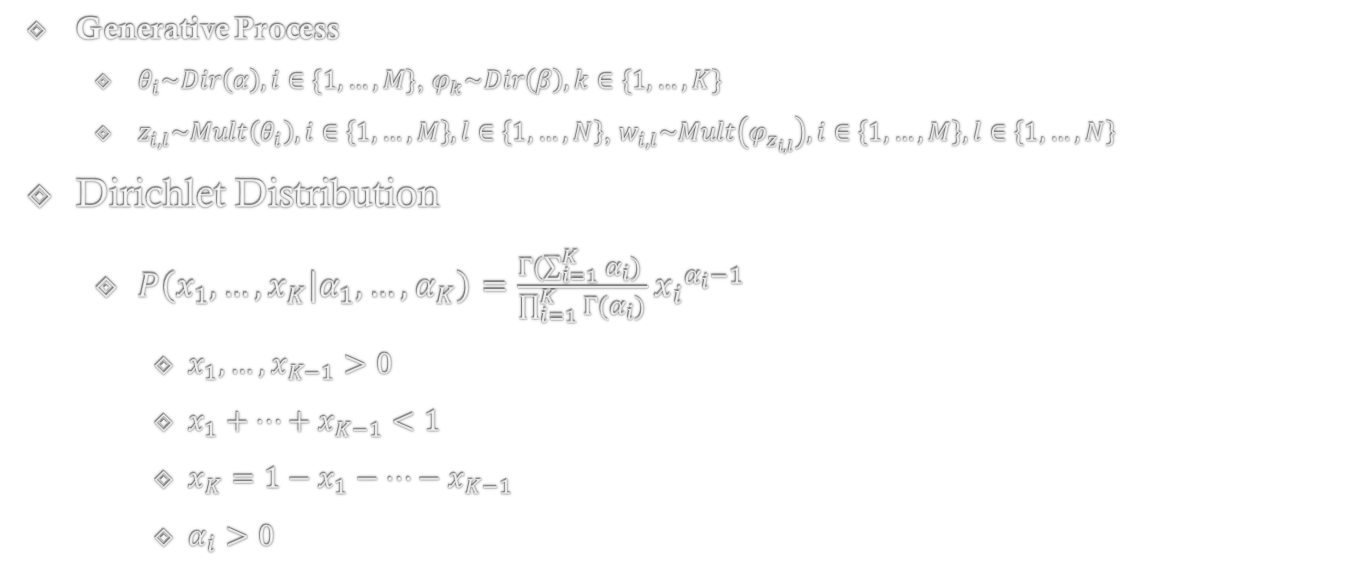 Generative Process
θ_i~Dir(α), i ∈ {1, … , M}, φ_k~Dir(β), k ∈ {1, … , K}
z_{i,l}~Mult(θ_i), i ∈ {1, … , M}, l ∈ {1, … , N}, w_{i,l}~Mult(φ_{z_{i,l}}), i ∈ {1, … , M}, l ∈ {1, … , N}
Dirichlet Distribution
P(x_1, … , x_K|α_1, … , α_K) = \frac{Γ(∑_{i=1}^{K} α_i)}{∏_{i=1}^{K} Γ(α_i)} x_i^{α_i−1}
x_1, … , x_{K−1} > 0
x_1 + ⋯ + x_{K−1} < 1
x_K = 1 − x_1 − ⋯ − x_{K−1}
α_i > 0